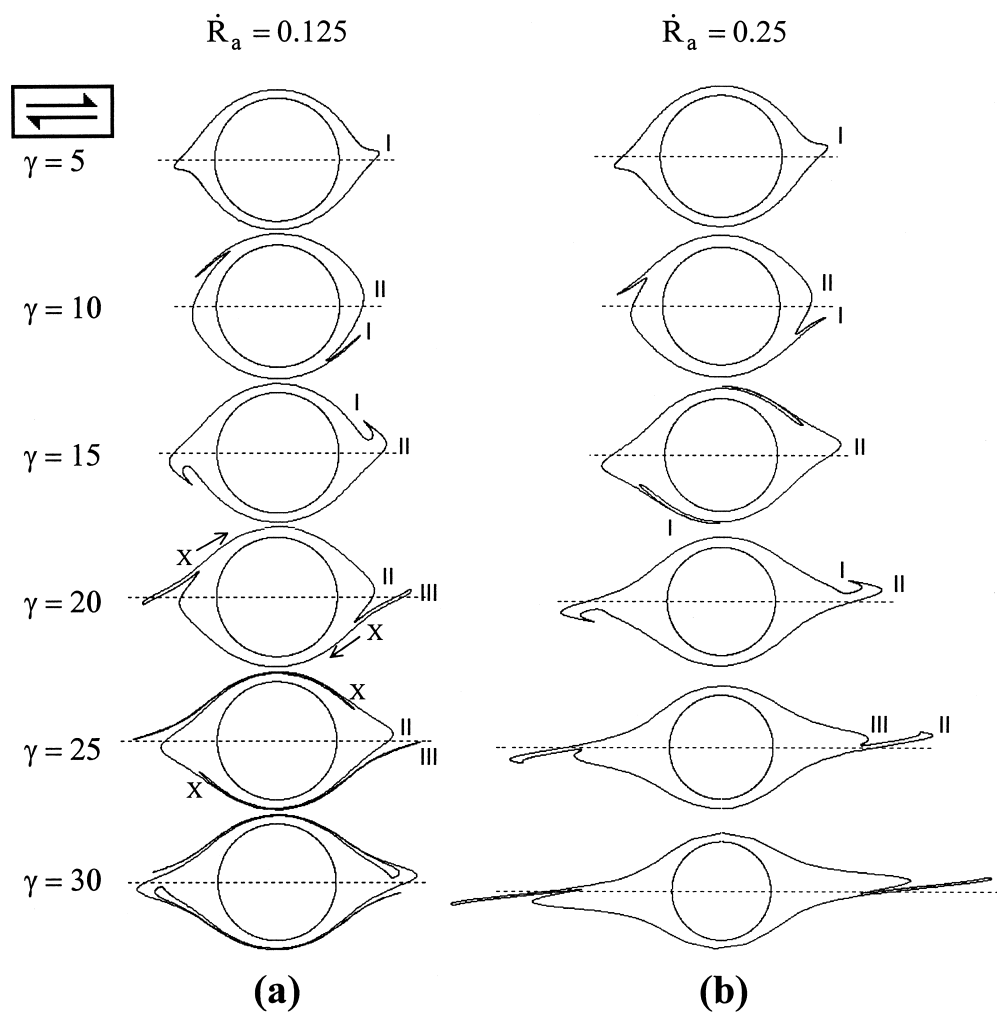 Ṙa = 0.125 Ṙa = 0.25
γ = 5 I I
γ = 10 II I II I
γ = 15 I II II I
γ = 20 X II III X I II
γ = 25 X II III X III II
γ = 30
(a) (b)